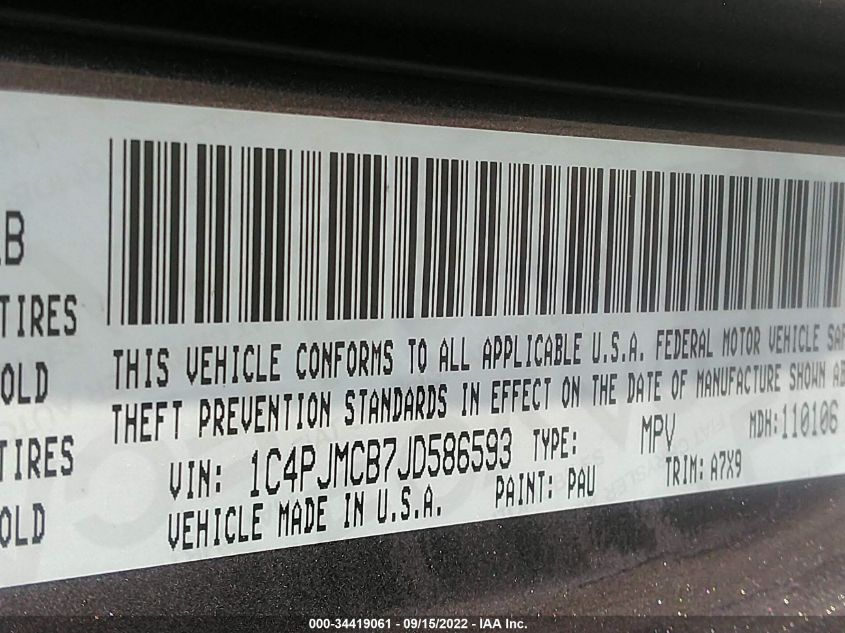 B
TIRES
OLD
TIRES
OLD
THIS VEHICLE CONFORMS TO ALL APPLICABLE U.S.A. FEDERAL MOTOR VEHICLE SAF
THEFT PREVENTION STANDARDS IN EFFECT ON THE DATE OF MANUFACTURE SHOWN AB
VIN: 1C4PJMCB7JD586593 TYPE: MPV MDH:110106
VEHICLE MADE IN U.S.A. PAINT: PAU TRIM: A7X9
000-34419061 - 09/15/2022 - IAA Inc.